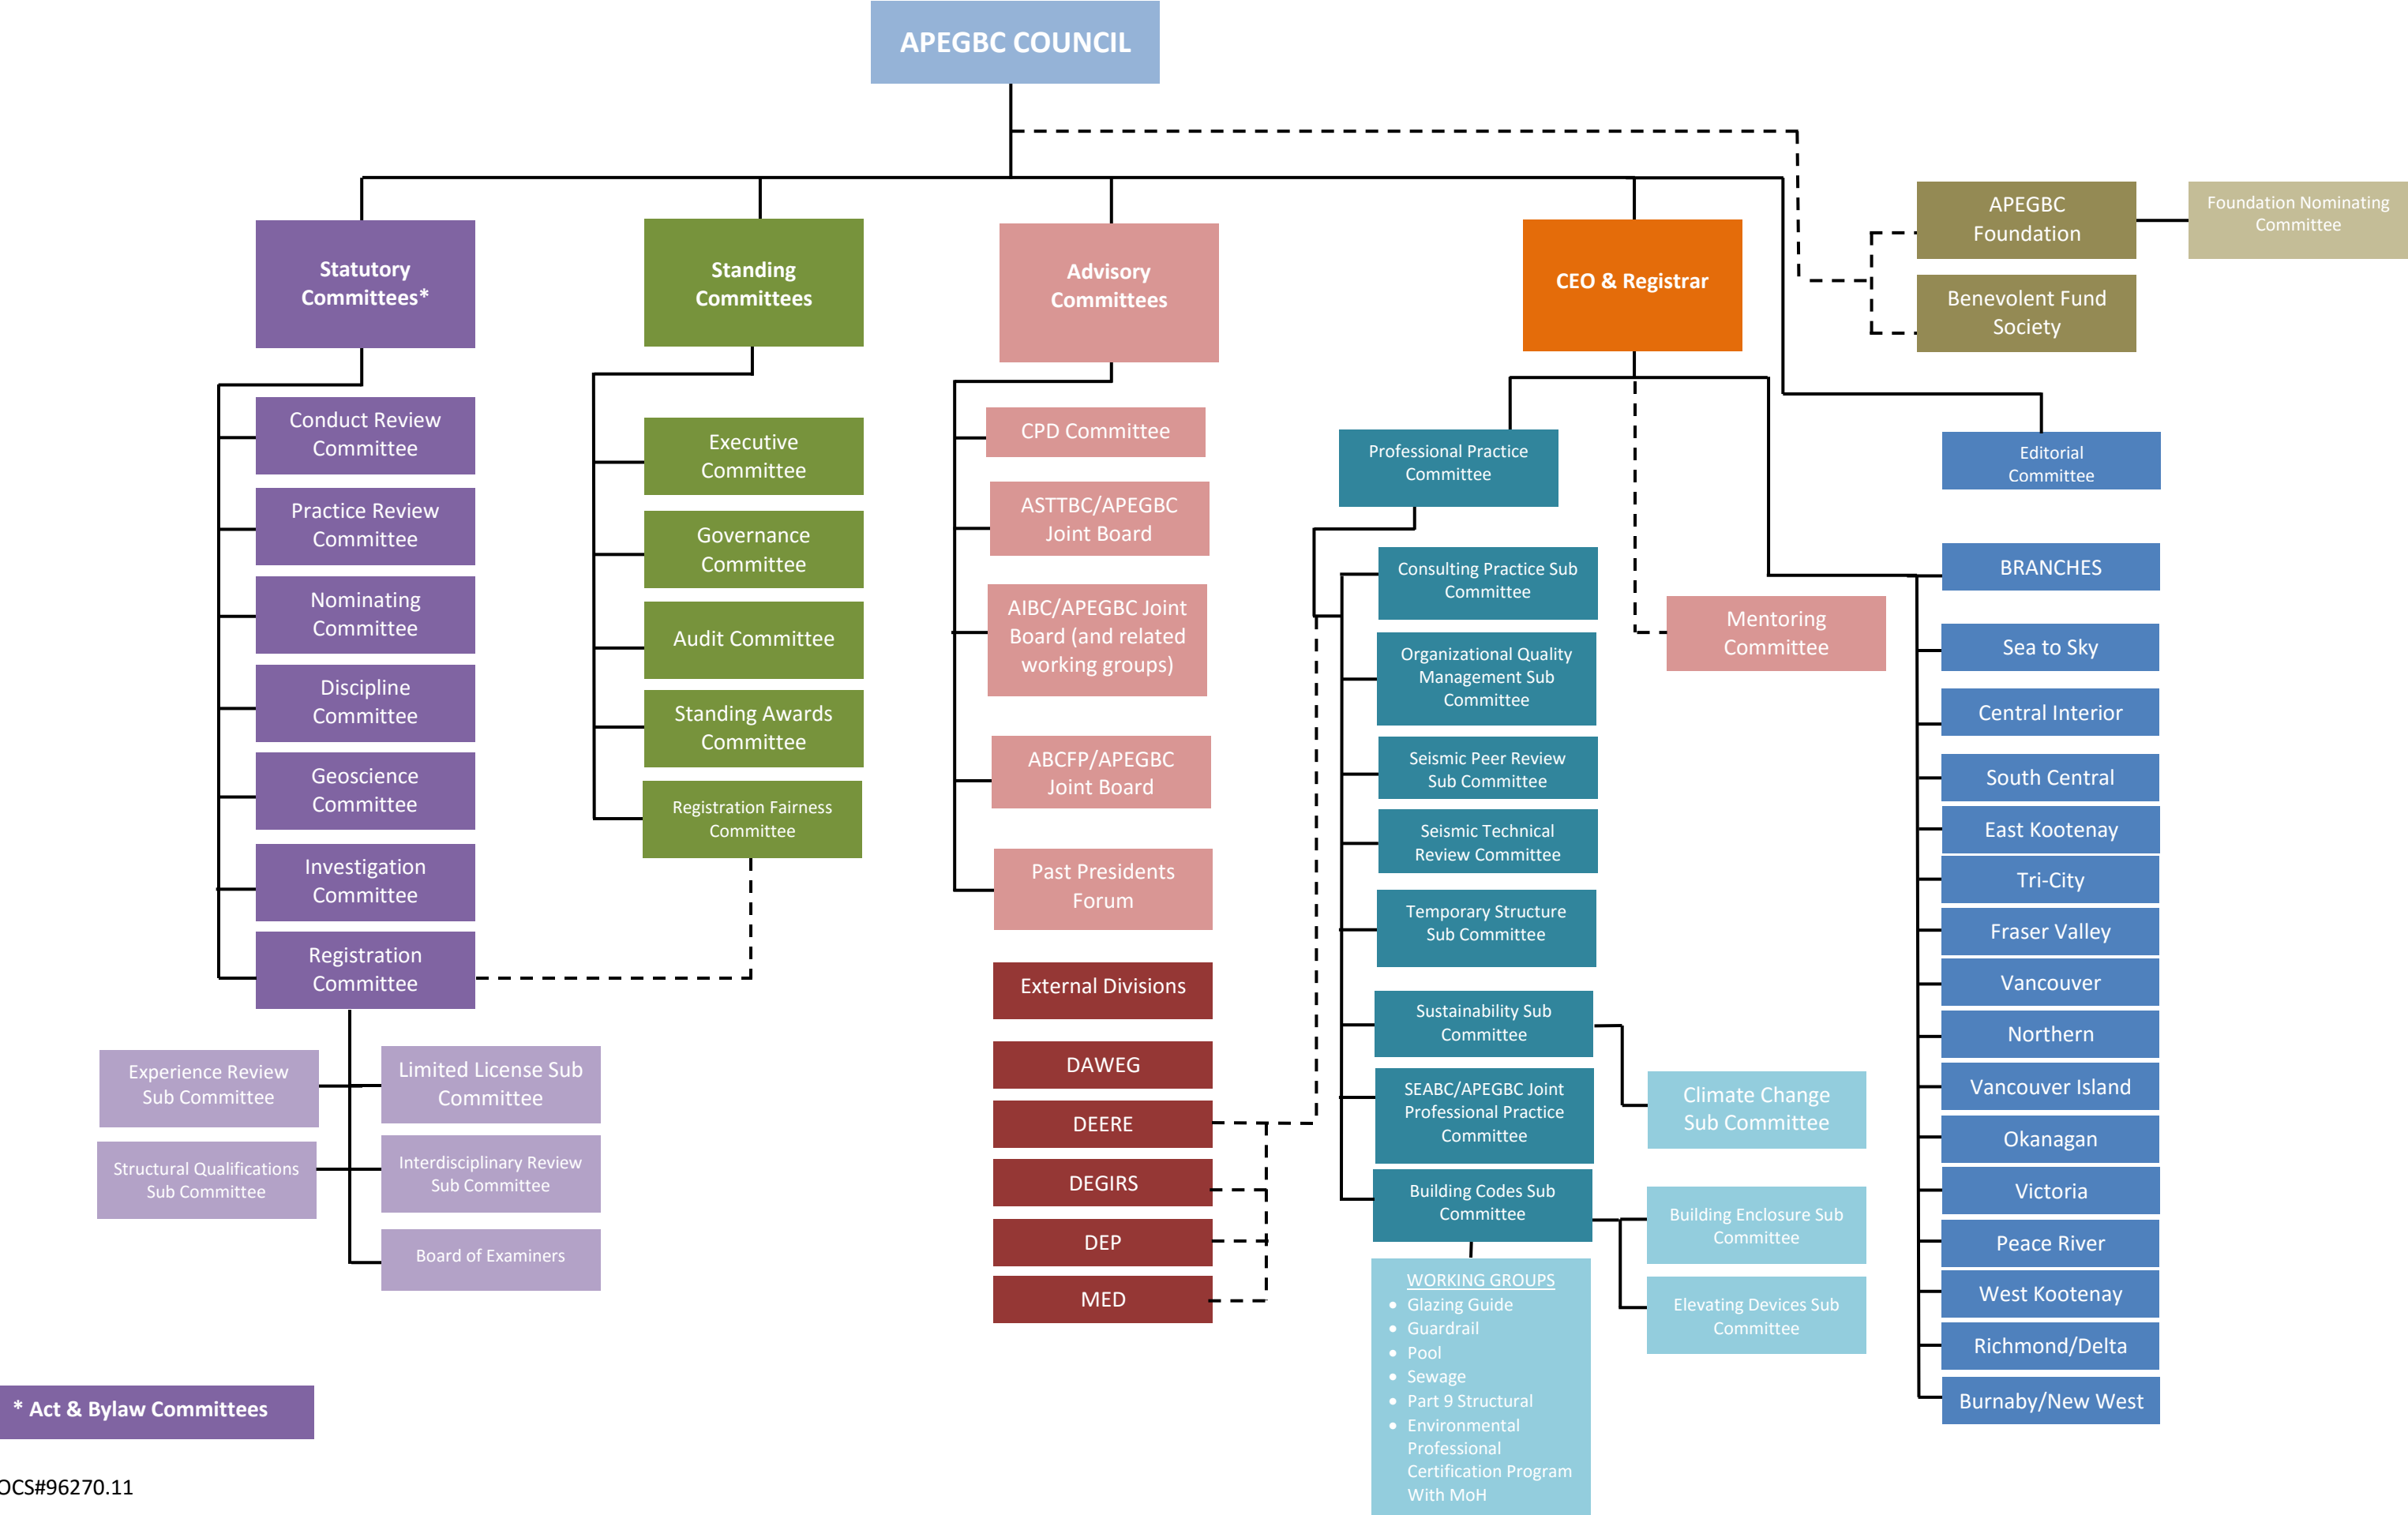 APEGBC COUNCIL
APEGBC
Foundation
Foundation Nominating
Committee
Benevolent Fund
Society
Statutory
Committees*
Standing
Committees
Advisory
Committees
CEO & Registrar
Conduct Review
Committee
Practice Review
Committee
Nominating
Committee
Discipline
Committee
Geoscience
Committee
Investigation
Committee
Registration
Committee
Experience Review
Sub Committee
Limited License Sub
Committee
Structural Qualifications
Sub Committee
Interdisciplinary Review
Sub Committee
Board of Examiners
Executive
Committee
Governance
Committee
Audit Committee
Standing Awards
Committee
Registration Fairness
Committee
CPD Committee
ASTTBC/APEGBC
Joint Board
AIBC/APEGBC Joint
Board (and related
working groups)
ABCFP/APEGBC
Joint Board
Past Presidents
Forum
External Divisions
DAWEG
DEERE
DEGIRS
DEP
MED
Professional Practice
Committee
Consulting Practice Sub
Committee
Organizational Quality
Management Sub
Committee
Seismic Peer Review
Sub Committee
Seismic Technical
Review Committee
Temporary Structure
Sub Committee
Sustainability Sub
Committee
SEABC/APEGBC Joint
Professional Practice
Committee
Building Codes Sub
Committee
WORKING GROUPS
• Glazing Guide
• Guardrail
• Pool
• Sewage
• Part 9 Structural
• Environmental
Professional
Certification Program
With MoH
Mentoring
Committee
Climate Change
Sub Committee
Building Enclosure Sub
Committee
Elevating Devices Sub
Committee
Editorial
Committee
BRANCHES
Sea to Sky
Central Interior
South Central
East Kootenay
Tri-City
Fraser Valley
Vancouver
Northern
Vancouver Island
Okanagan
Victoria
Peace River
West Kootenay
Richmond/Delta
Burnaby/New West
* Act & Bylaw Committees
OCS#96270.11